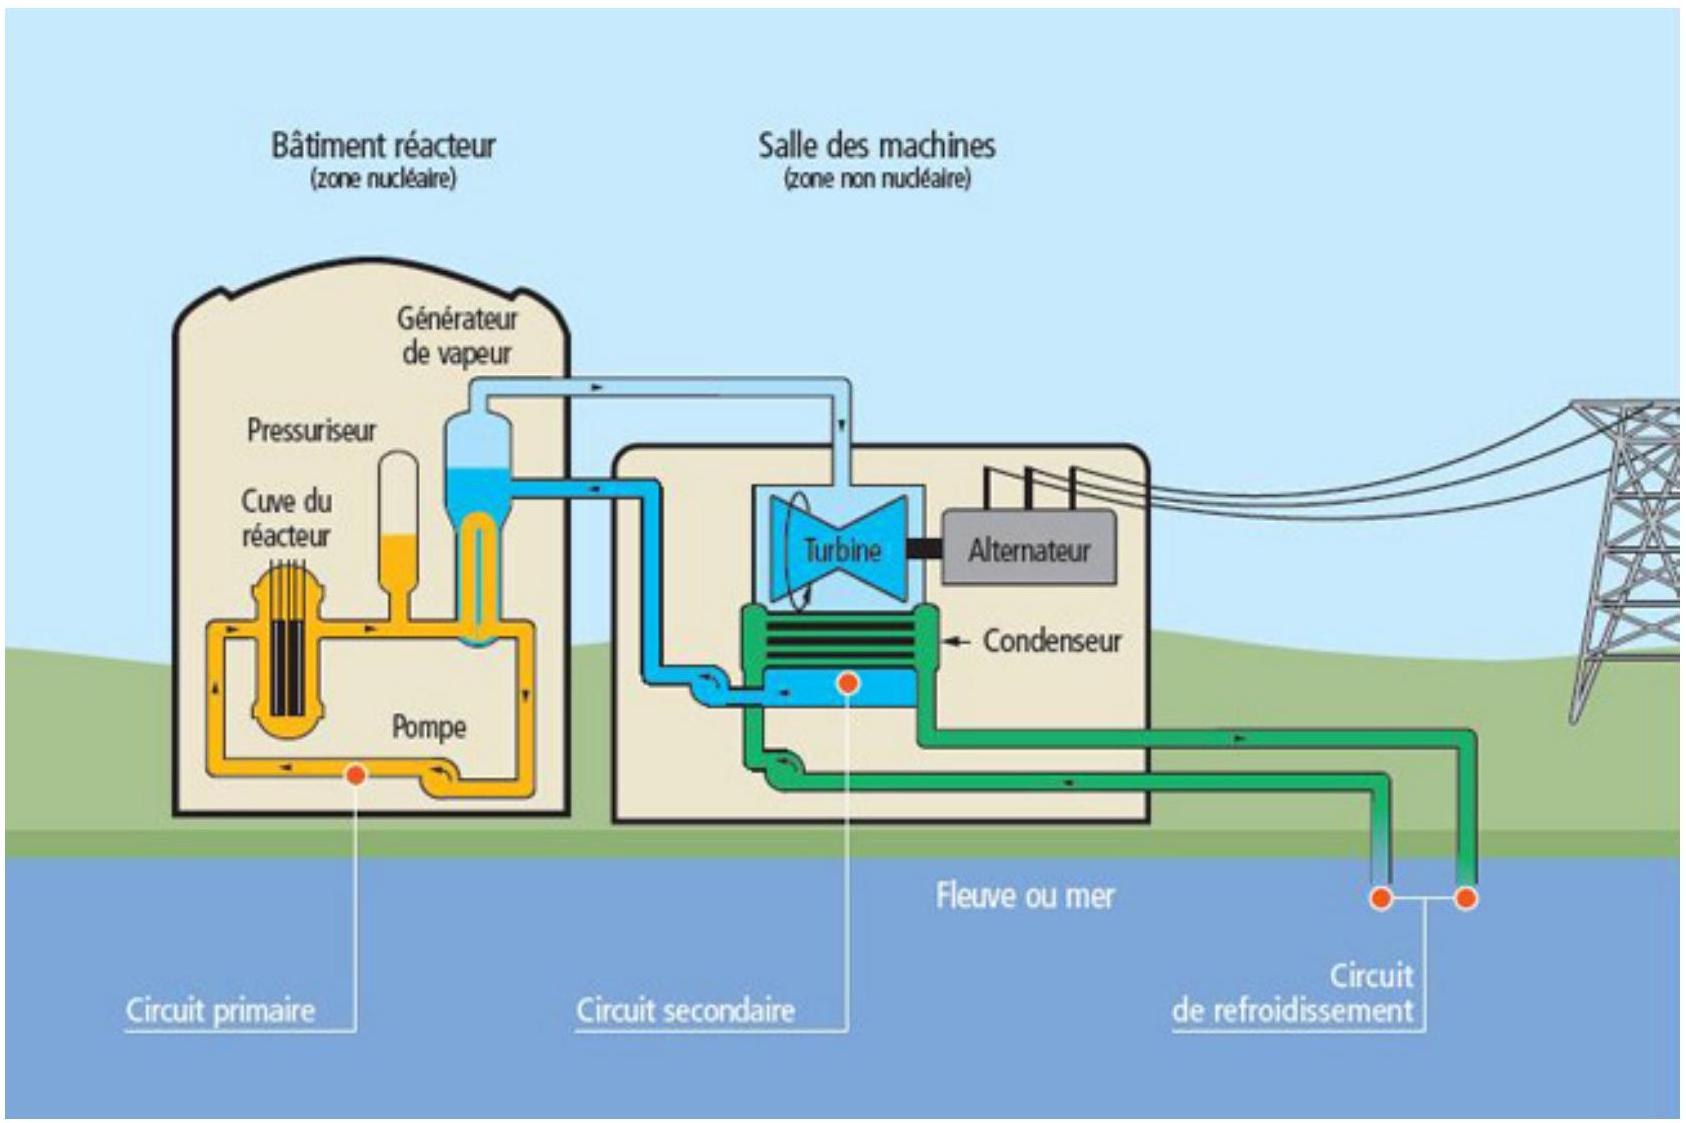 Bâtiment réacteur
(zone nucléaire)
Salle des machines
(zone non nucléaire)
Générateur
de vapeur
Pressuriseur
Cuve du
réacteur
Pompe
Turbine
Alternateur
Condenseur
Fleuve ou mer
Circuit primaire
Circuit secondaire
Circuit
de refroidissement